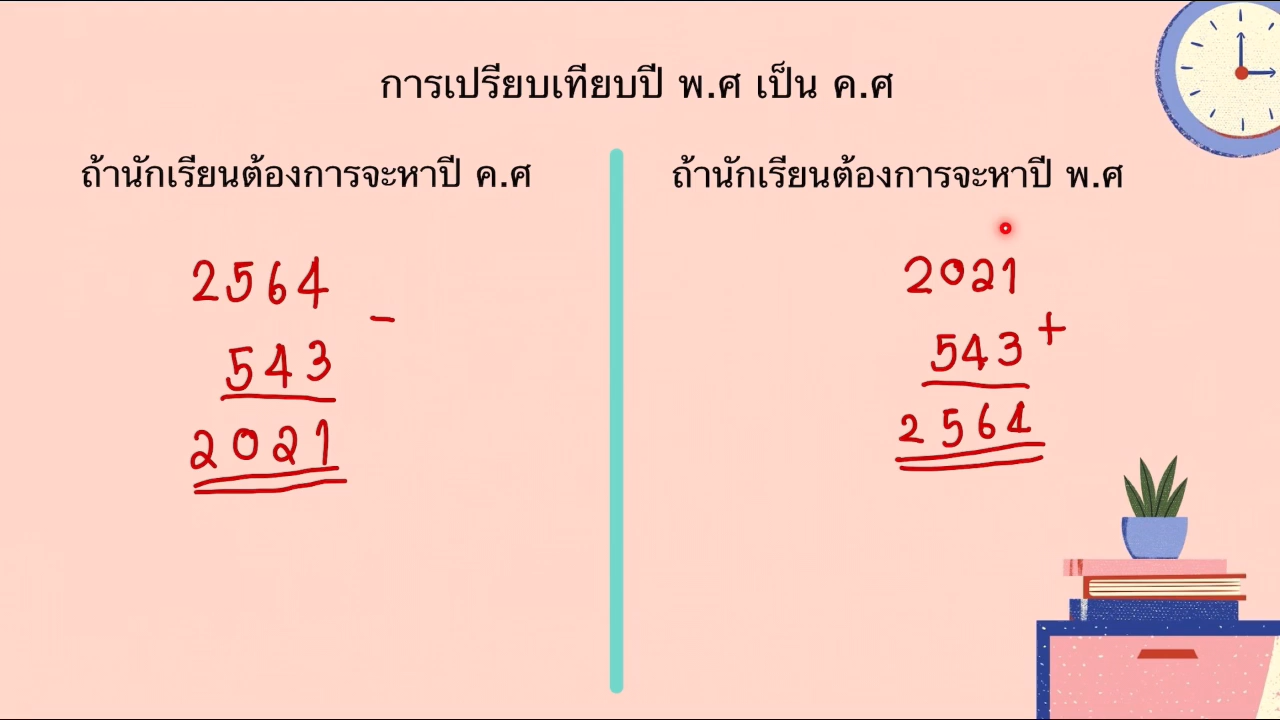 การเปรียบเทียบปี พ.ศ เป็น ค.ศ
ถ้านักเรียนต้องการจะหาปี ค.ศ
2564
-
543
2021
ถ้านักเรียนต้องการจะหาปี พ.ศ
2021
+
543
2564